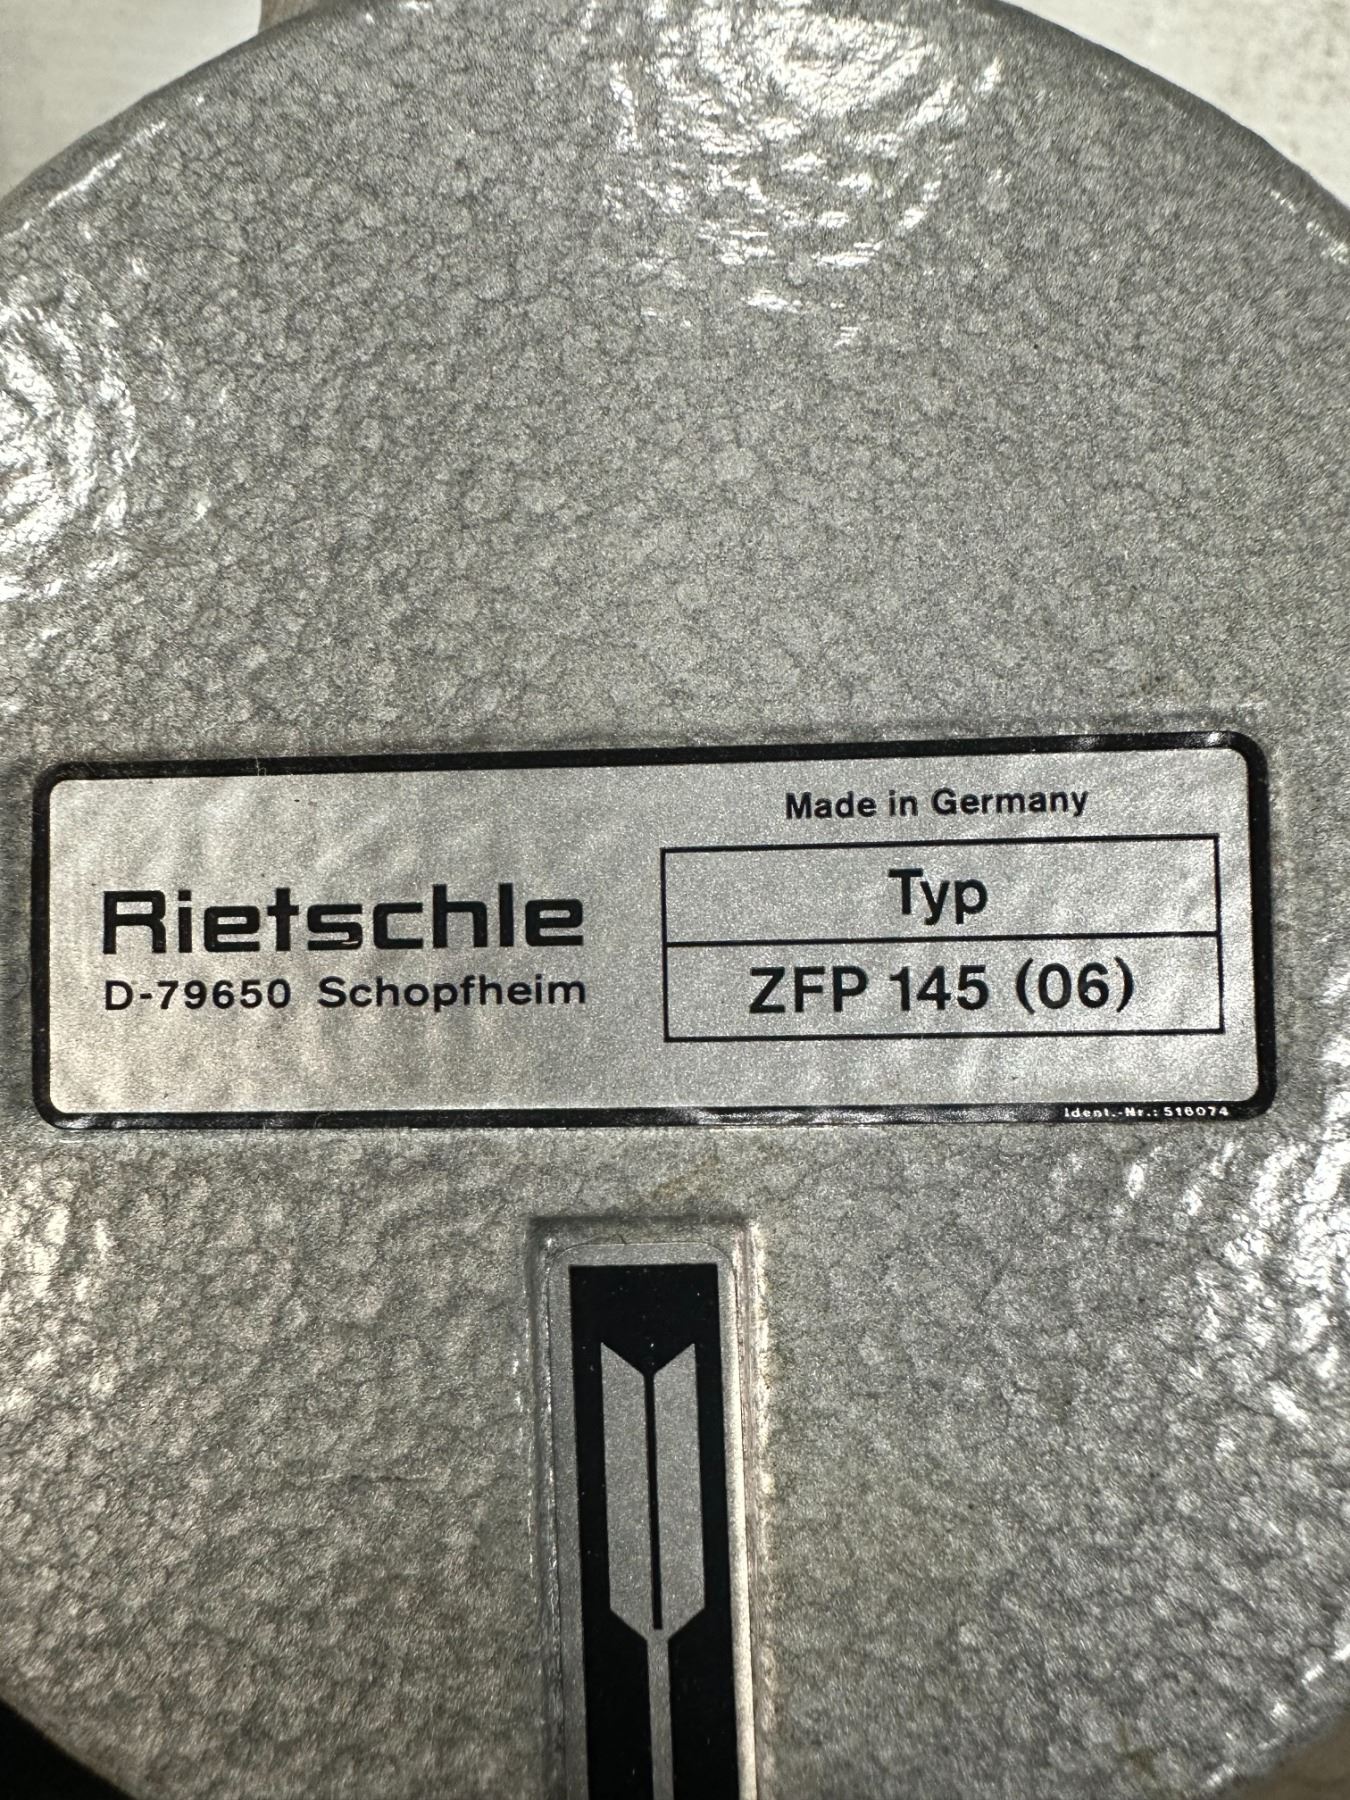 Made in Germany
Rietschle
D-79650 Schopfheim
Typ
ZFP 145 (06)
Ident.-Nr.: 516074